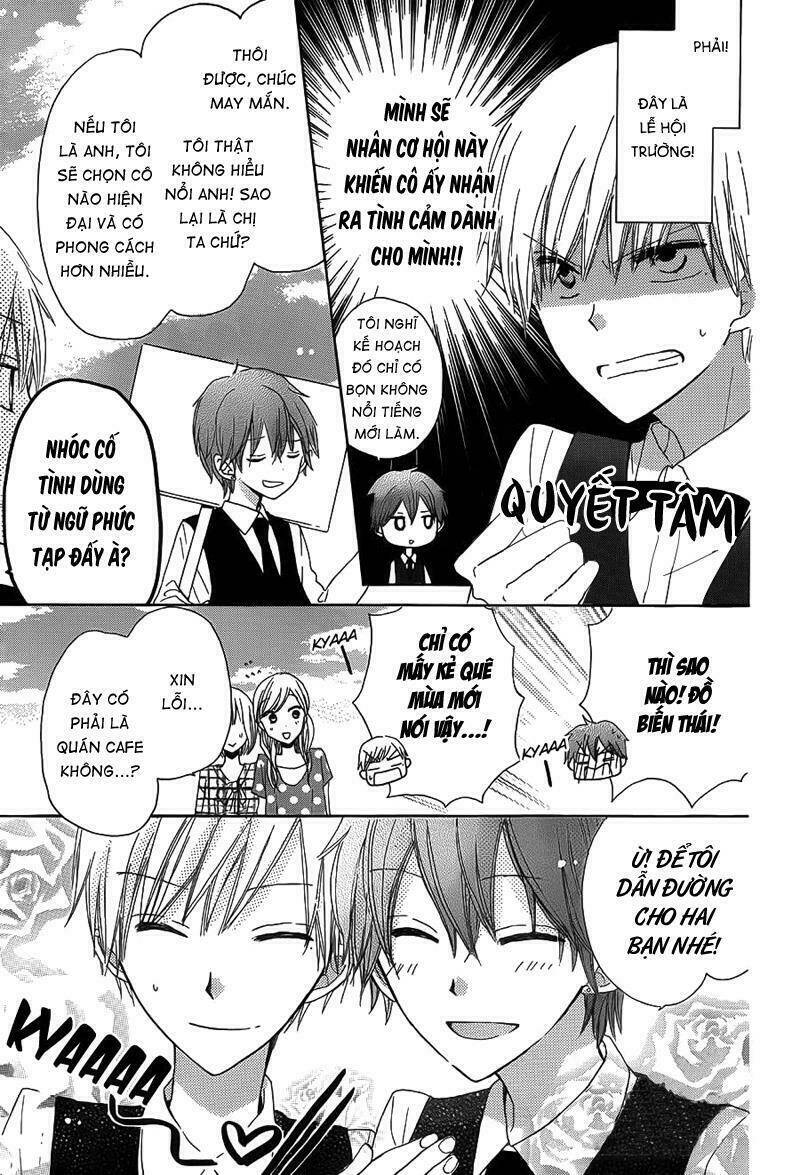 PHẢI!
ĐÂY LÀ
LỄ HỘI
TRƯỜNG!
MÌNH SẼ
NHÂN CƠ HỘI NÀY
KHIẾN CÔ ẤY NHẬN
RA TÌNH CẢM DÀNH
CHO MÌNH!!
QUYẾT TÂM
TÔI NGHĨ
KẾ HOẠCH
ĐÓ CHỈ CÓ
BỌN KHÔNG
NỔI TIẾNG
MỚI LÀM.
THÔI
ĐƯỢC, CHÚC
MAY MẮN.
TÔI THẬT
KHÔNG HIỂU
NỔI ANH! SAO
LẠI LÀ CHỊ
TA CHỨ?
NẾU TÔI
LÀ ANH, TÔI
SẼ CHỌN CÔ
NÀO HIỆN
ĐẠI VÀ CÓ
PHONG CÁCH
HƠN NHIỀU.
NHÓC CỐ
TÌNH DÙNG
TỪ NGỮ PHỨC
TẠP ĐẤY À?
THÌ SAO
NÀO! ĐỒ
BIẾN THÁI!
KYAAA
CHỈ CÓ
MẤY KẺ QUÊ
MÙA MỚI
NÓI VẬY...!
KYAAA
XIN
LỖI...
ĐÂY CÓ
PHẢI LÀ
QUÁN CAFE
KHÔNG...?
Ừ! ĐỂ TÔI
DẪN ĐƯỜNG
CHO HAI
BẠN NHÉ!
KYAAAA